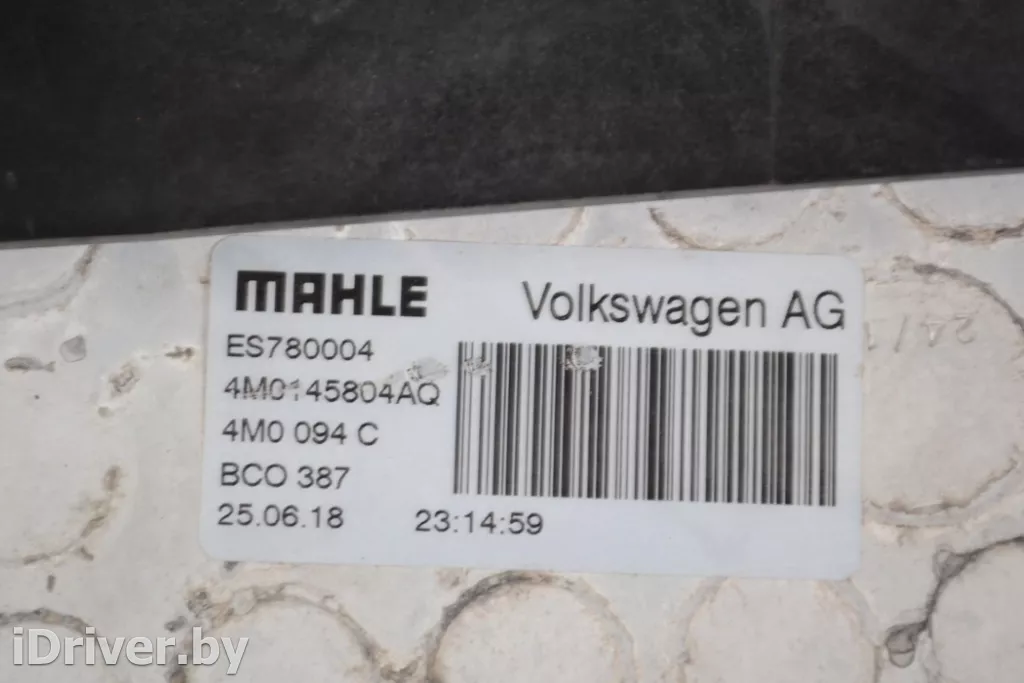 MAHLE
Volkswagen AG
ES780004
4M0145804AQ
4M0 094 C
BCO 387
25.06.18 23:14:59
iDriver.by